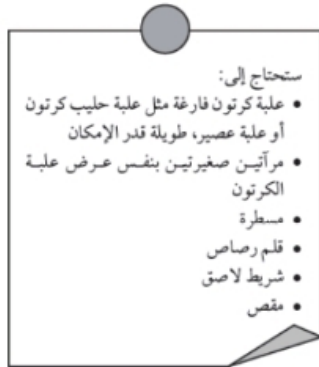 ستحتاج إلى:
• علبة كرتون فارغة مثل علبة حليب كرتون
أو علبة عصير، طويلة قدر الإمكان
• مرآتين صغيرتين بنفس عرض علبة
الكرتون
• مسطرة
• قلم رصاص
• شريط لاصق
• مقص